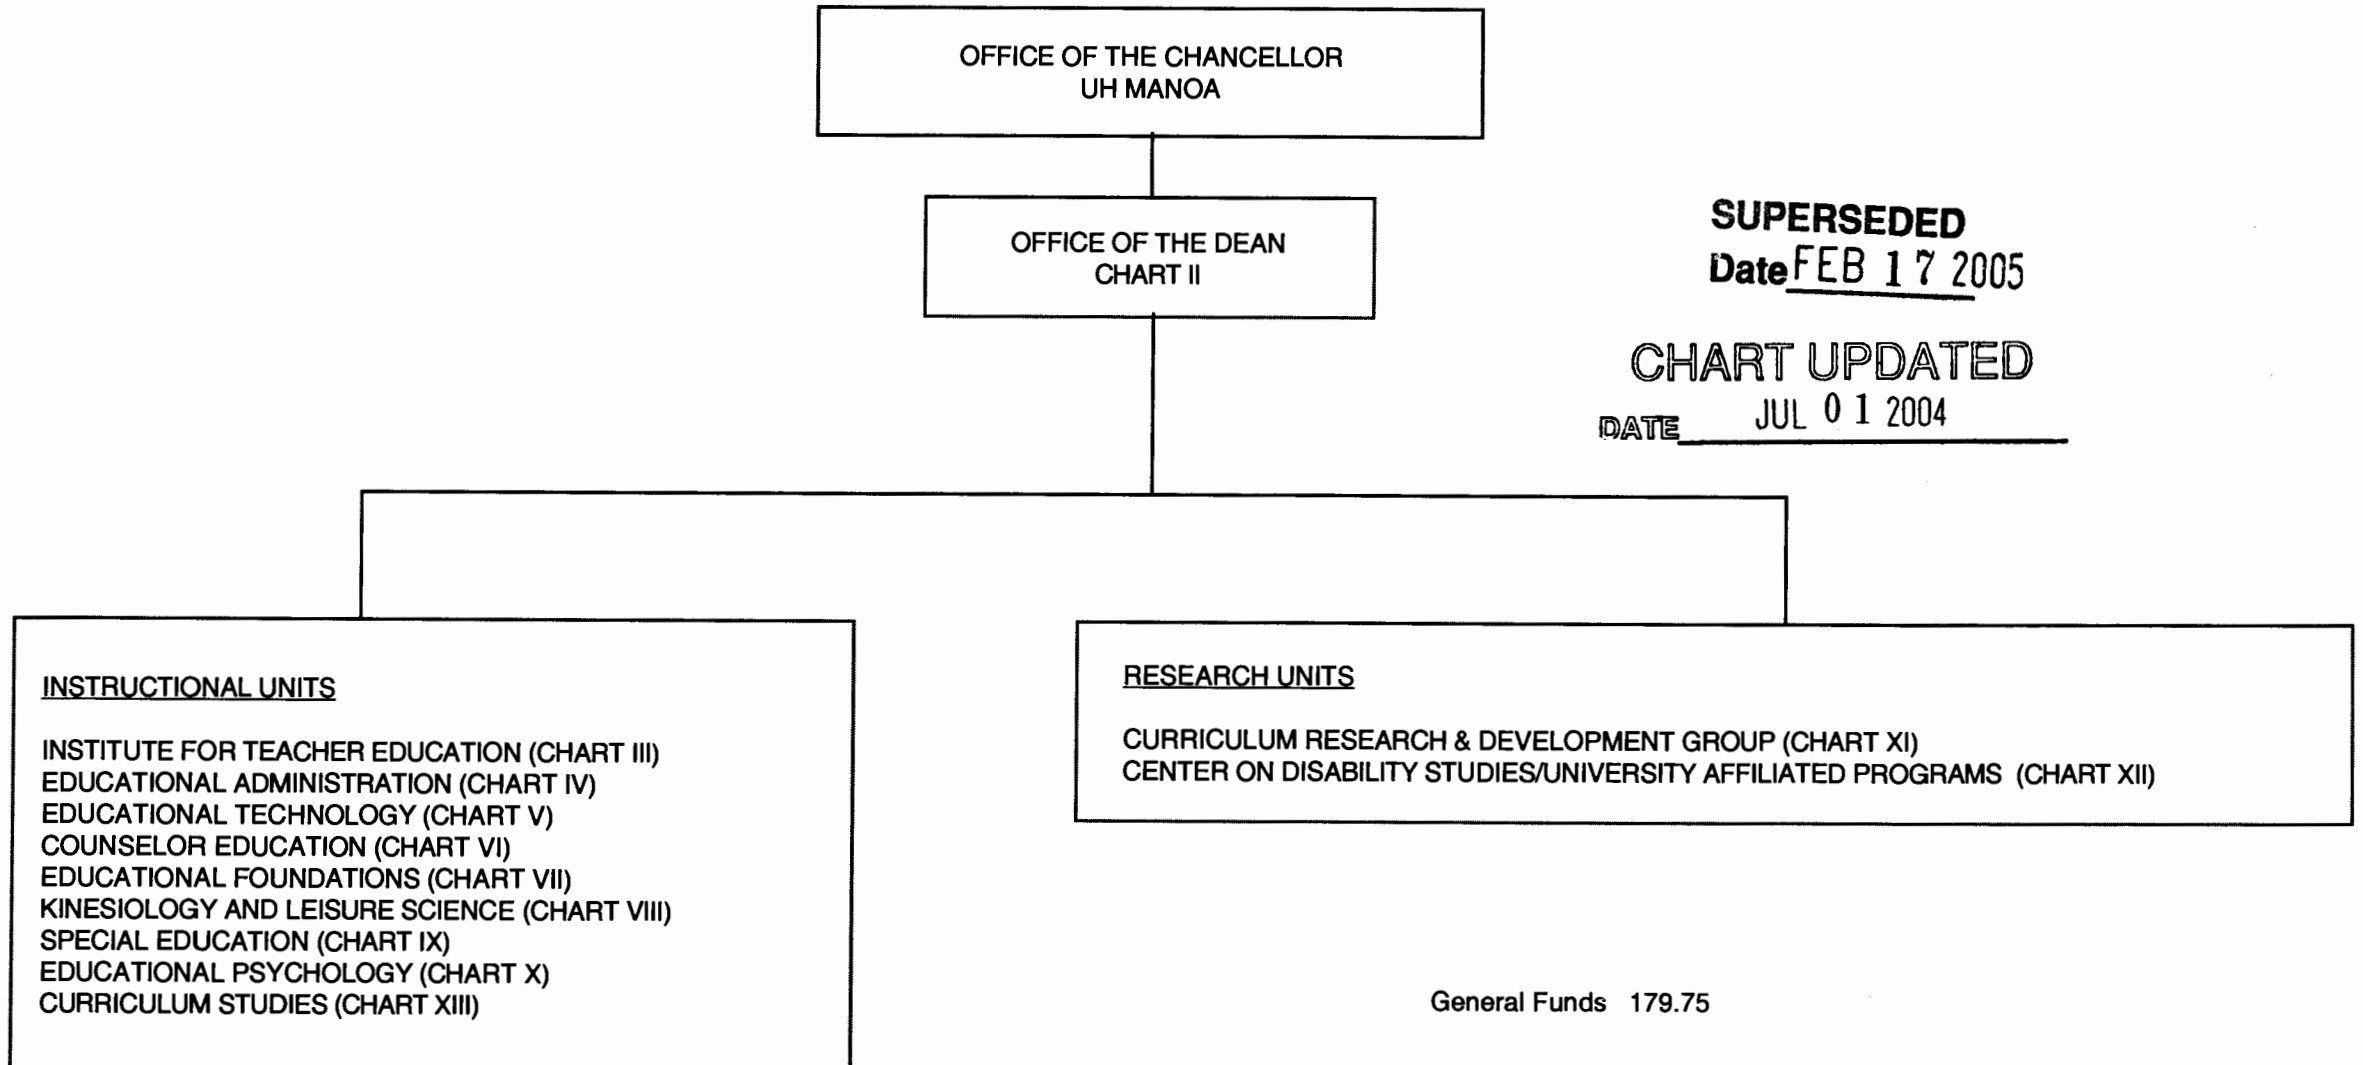 OFFICE OF THE CHANCELLOR
UH MANOA
OFFICE OF THE DEAN
CHART II
SUPERSEDED
Date FEB 17 2005
CHART UPDATED
DATE JUL 01 2004
INSTRUCTIONAL UNITS
INSTITUTE FOR TEACHER EDUCATION (CHART III)
EDUCATIONAL ADMINISTRATION (CHART IV)
EDUCATIONAL TECHNOLOGY (CHART V)
COUNSELOR EDUCATION (CHART VI)
EDUCATIONAL FOUNDATIONS (CHART VII)
KINESIOLOGY AND LEISURE SCIENCE (CHART VIII)
SPECIAL EDUCATION (CHART IX)
EDUCATIONAL PSYCHOLOGY (CHART X)
CURRICULUM STUDIES (CHART XIII)
RESEARCH UNITS
CURRICULUM RESEARCH & DEVELOPMENT GROUP (CHART XI)
CENTER ON DISABILITY STUDIES/UNIVERSITY AFFILIATED PROGRAMS (CHART XII)
General Funds 179.75